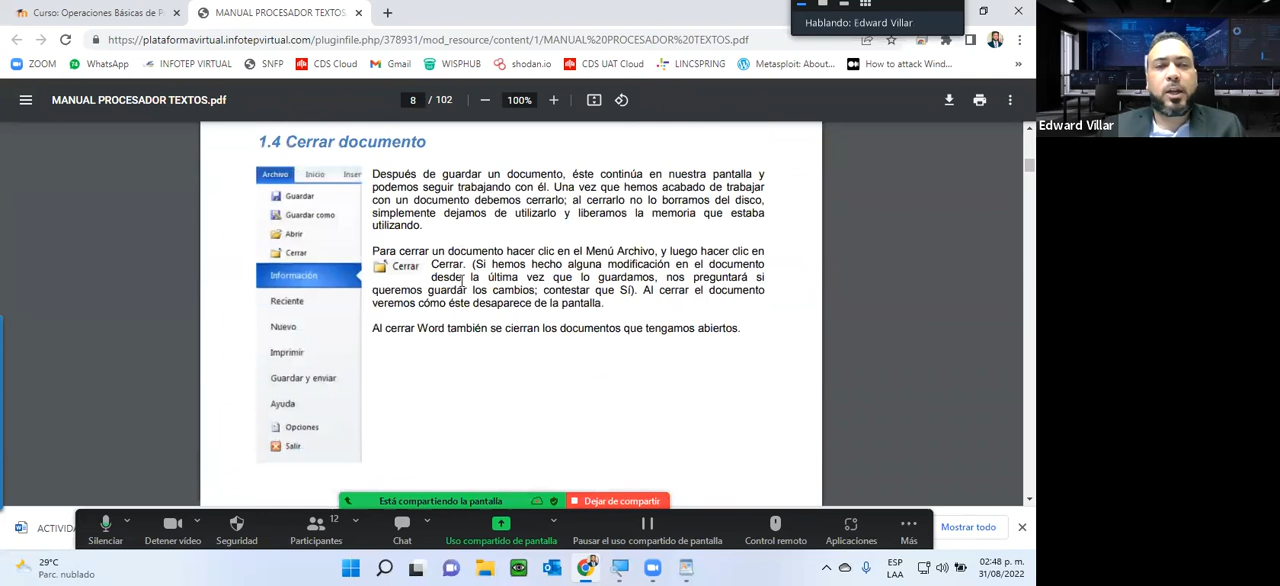 Curso: Operaciones Básicas de P
MANUAL PROCESADOR TEXTOS.
Hablando: Edward Villar
https://plataformavirtual.infotepvirtual.com/pluginfile.php/378931/mod_resource/content/1/MANUAL%20PROCESADOR%20TEXTOS.pdf
ZOOM WhatsApp INFOTEP VIRTUAL SNFP CDS Cloud Gmail WISPHUB shodan.io CDS UAT Cloud LINCSPRING Metasploit: About... How to attack Wind... »
MANUAL PROCESADOR TEXTOS.pdf 8 / 102 — 100% +
Edward Villar
1.4 Cerrar documento
Archivo Inicio Inser
Guardar
Guardar como
Abrir
Cerrar
Información
Reciente
Nuevo
Imprimir
Guardar y enviar
Ayuda
Opciones
Salir
Después de guardar un documento, éste continúa en nuestra pantalla y
podemos seguir trabajando con él. Una vez que hemos acabado de trabajar
con un documento debemos cerrarlo; al cerrarlo no lo borramos del disco,
simplemente dejamos de utilizarlo y liberamos la memoria que estaba
utilizando.
Para cerrar un documento hacer clic en el Menú Archivo, y luego hacer clic en
Cerrar Cerrar. (Si hemos hecho alguna modificación en el documento
desde la última vez que lo guardamos, nos preguntará si
queremos guardar los cambios; contestar que Sí). Al cerrar el documento
veremos cómo éste desaparece de la pantalla.
Al cerrar Word también se cierran los documentos que tengamos abiertos.
Está compartiendo la pantalla Dejar de compartir
ACTIVIDA
12
Silenciar Detener vídeo Seguridad Participantes Chat Uso compartido de pantalla Pausar el uso compartido de pantalla Control remoto Aplicaciones Más
Mostrar todo
29°C
Parc. nublado
ESP
LAA
02:48 p. m.
31/08/2022